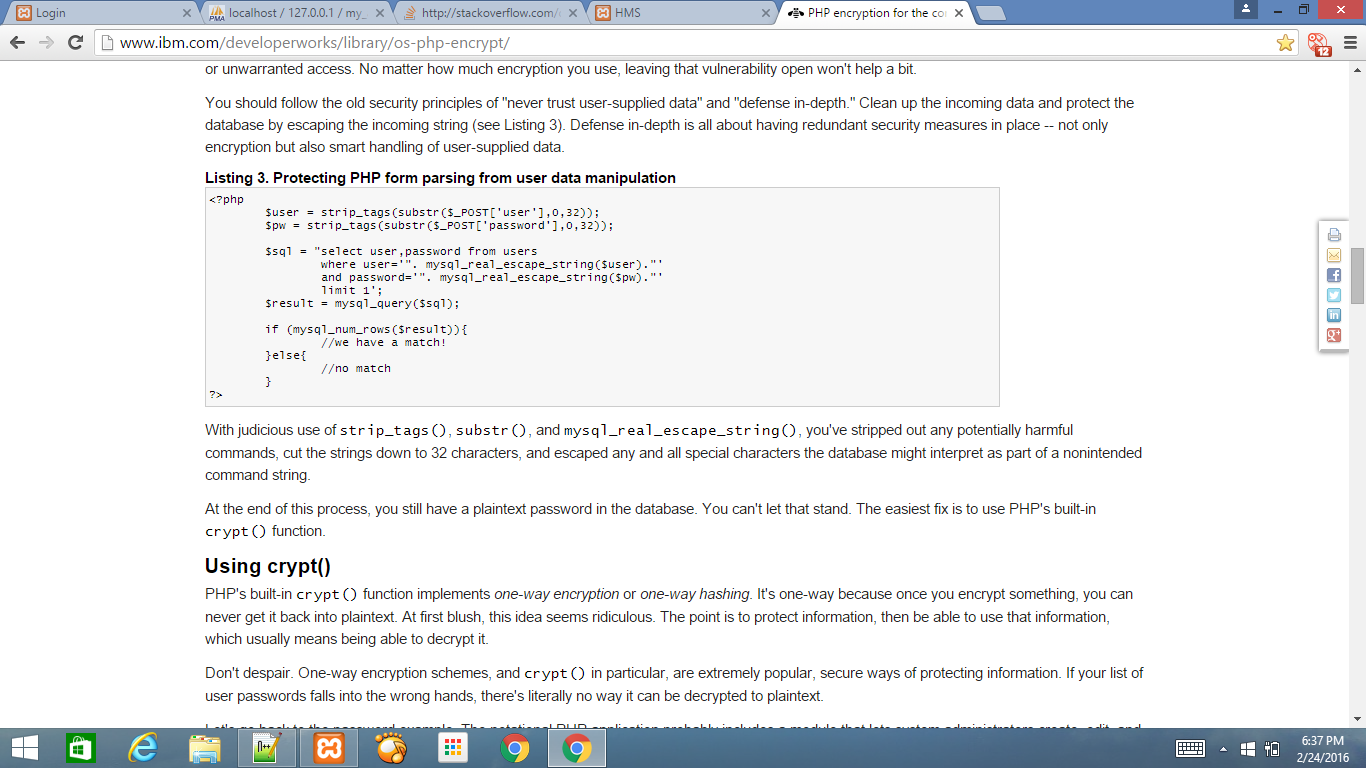 Login
localhost / 127.0.0.1 / my_
http://stackoverflow.com/
HMS
PHP encryption for the co
www.ibm.com/developerworks/library/os-php-encrypt/
12
or unwarranted access. No matter how much encryption you use, leaving that vulnerability open won't help a bit.
You should follow the old security principles of "never trust user-supplied data" and "defense in-depth." Clean up the incoming data and protect the
database by escaping the incoming string (see Listing 3). Defense in-depth is all about having redundant security measures in place -- not only
encryption but also smart handling of user-supplied data.
Listing 3. Protecting PHP form parsing from user data manipulation
<?php
$user = strip_tags(substr($_POST['user'],0,32));
$pw = strip_tags(substr($_POST['password'],0,32));
$sql = "select user,password from users
where user='". mysql_real_escape_string($user)."'
and password='". mysql_real_escape_string($pw)."'
limit 1';
$result = mysql_query($sql);
if (mysql_num_rows($result)){
//we have a match!
}else{
//no match
}
?>
With judicious use of strip_tags(), substr(), and mysql_real_escape_string(), you've stripped out any potentially harmful
commands, cut the strings down to 32 characters, and escaped any and all special characters the database might interpret as part of a nonintended
command string.
At the end of this process, you still have a plaintext password in the database. You can't let that stand. The easiest fix is to use PHP's built-in
crypt() function.
Using crypt()
PHP's built-in crypt() function implements one-way encryption or one-way hashing. It's one-way because once you encrypt something, you can
never get it back into plaintext. At first blush, this idea seems ridiculous. The point is to protect information, then be able to use that information,
which usually means being able to decrypt it.
Don't despair. One-way encryption schemes, and crypt() in particular, are extremely popular, secure ways of protecting information. If your list of
user passwords falls into the wrong hands, there's literally no way it can be decrypted to plaintext.
6:37 PM
2/24/2016